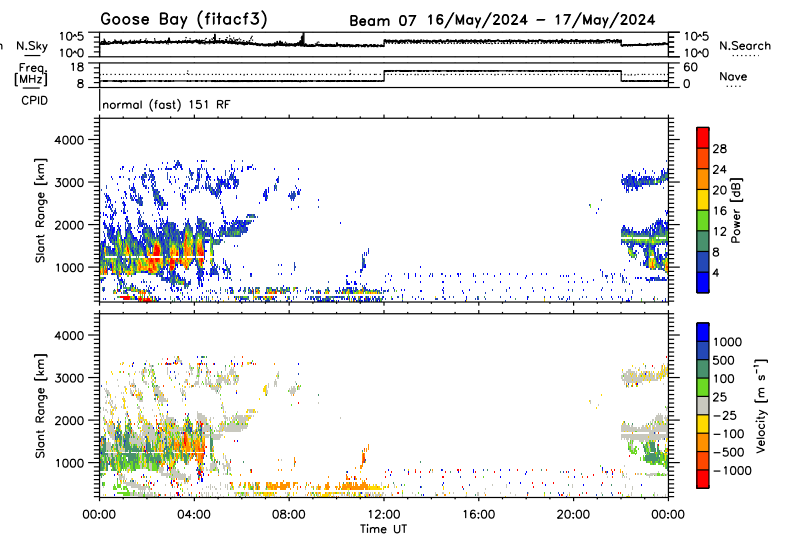 Goose Bay (fitacf3) Beam 07 16/May/2024 - 17/May/2024
n N.Sky 10^5 10^0 10^5 10^0 N.Search
Freq. [MHz] 18 8 60 0 Nave
CPID normal (fast) 151 RF
Slant Range [km]
4000
3000
2000
1000
Power [dB]
28
24
20
16
12
8
4
Slant Range [km]
4000
3000
2000
1000
Velocity [m s⁻¹]
1000
500
100
25
-25
-100
-500
-1000
00:00 04:00 08:00 12:00 16:00 20:00 00:00
Time UT